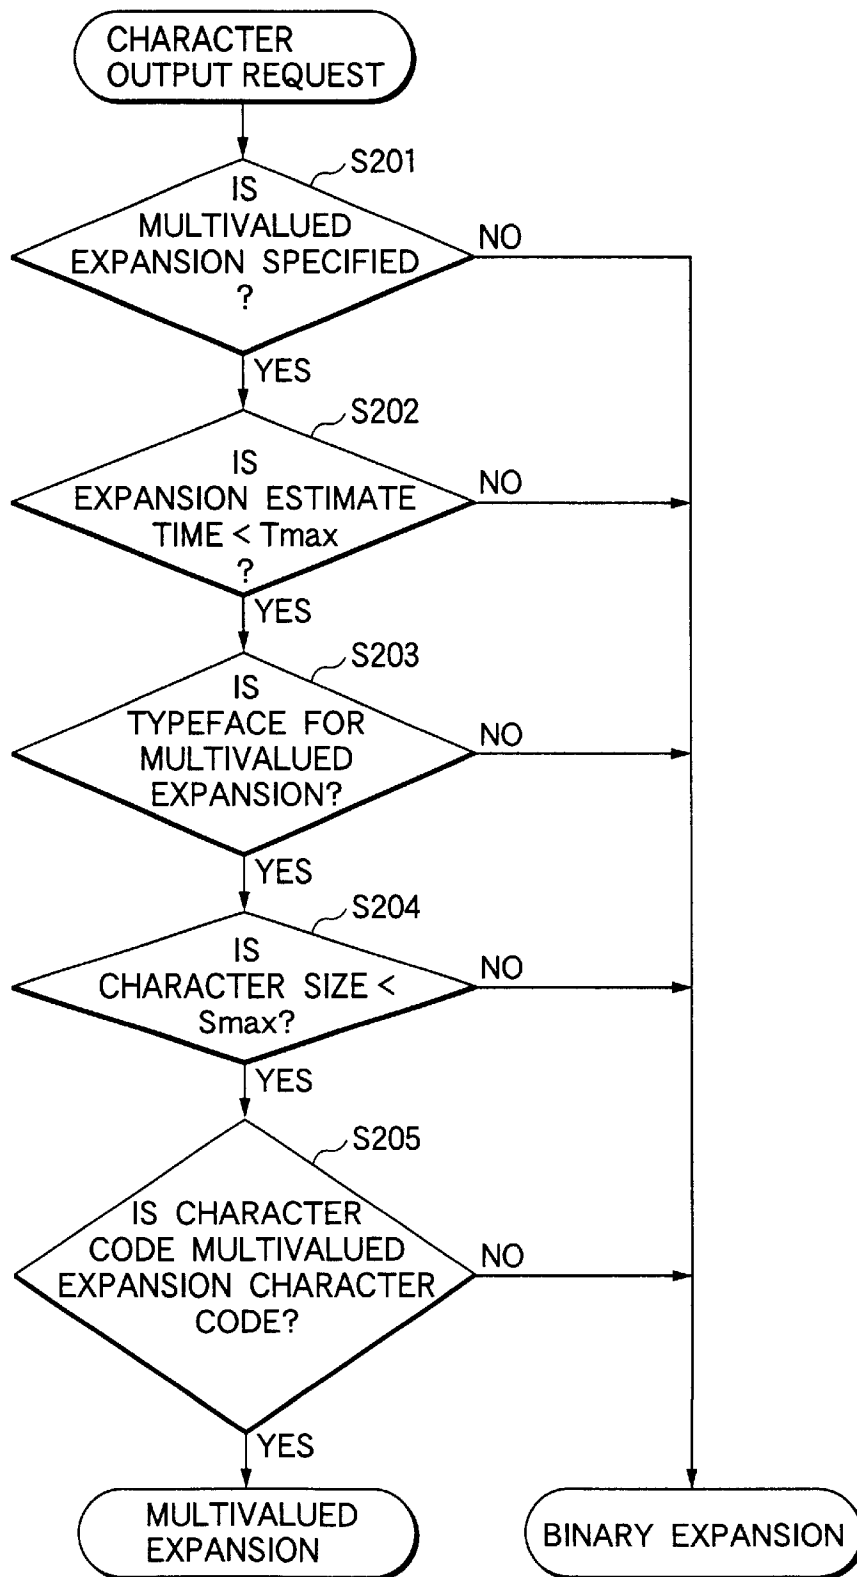 CHARACTER
OUTPUT REQUEST
S201
IS
MULTIVALUED
EXPANSION SPECIFIED
?
NO
YES
S202
IS
EXPANSION ESTIMATE
TIME < Tmax
?
NO
YES
S203
IS
TYPEFACE FOR
MULTIVALUED
EXPANSION?
NO
YES
S204
IS
CHARACTER SIZE <
Smax?
NO
YES
S205
IS CHARACTER
CODE MULTIVALUED
EXPANSION CHARACTER
CODE?
NO
YES
MULTIVALUED
EXPANSION
BINARY EXPANSION